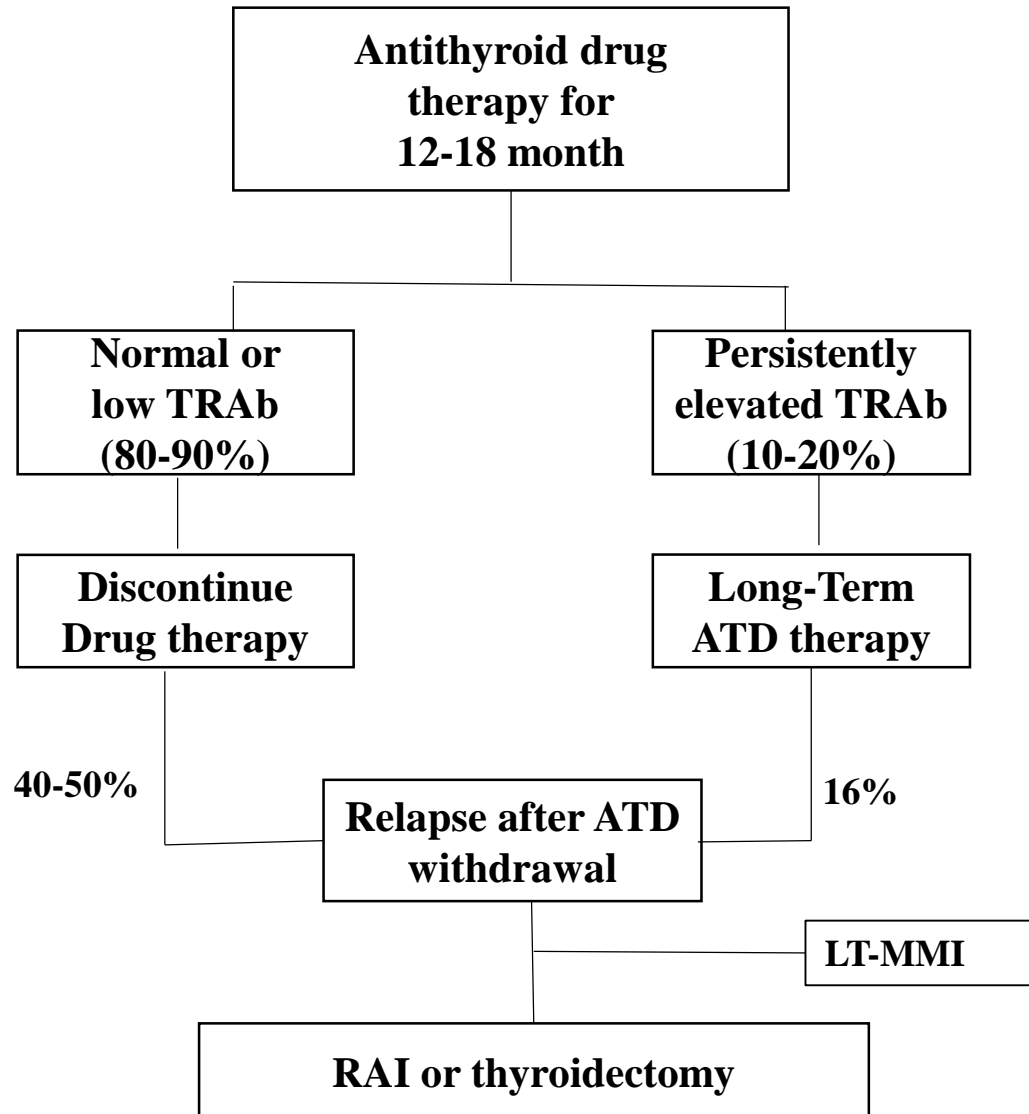 Antithyroid drug
therapy for
12-18 month
Normal or
low TRAb
(80-90%)
Persistently
elevated TRAb
(10-20%)
Discontinue
Drug therapy
Long-Term
ATD therapy
40-50%
16%
Relapse after ATD
withdrawal
LT-MMI
RAI or thyroidectomy